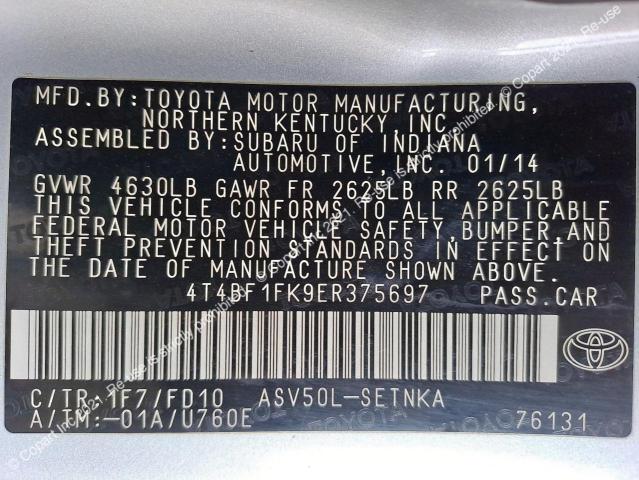 MFD.BY:TOYOTA MOTOR MANUFACTURING,
NORTHERN KENTUCKY,INC.
ASSEMBLED BY:SUBARU OF INDIANA
AUTOMOTIVE,INC. 01/14
GVWR 4630LB GAWR FR 2625LB RR 2625LB
THIS VEHICLE CONFORMS TO ALL APPLICABLE
FEDERAL MOTOR VEHICLE SAFETY,BUMPER,AND
THEFT PREVENTION STANDARDS IN EFFECT ON
THE DATE OF MANUFACTURE SHOWN ABOVE.
4T4BF1FK9ER375697 PASS.CAR
C/TR:1F7/FD10 ASV50L-SETNKA
A/TM:-01A/U760E 76131